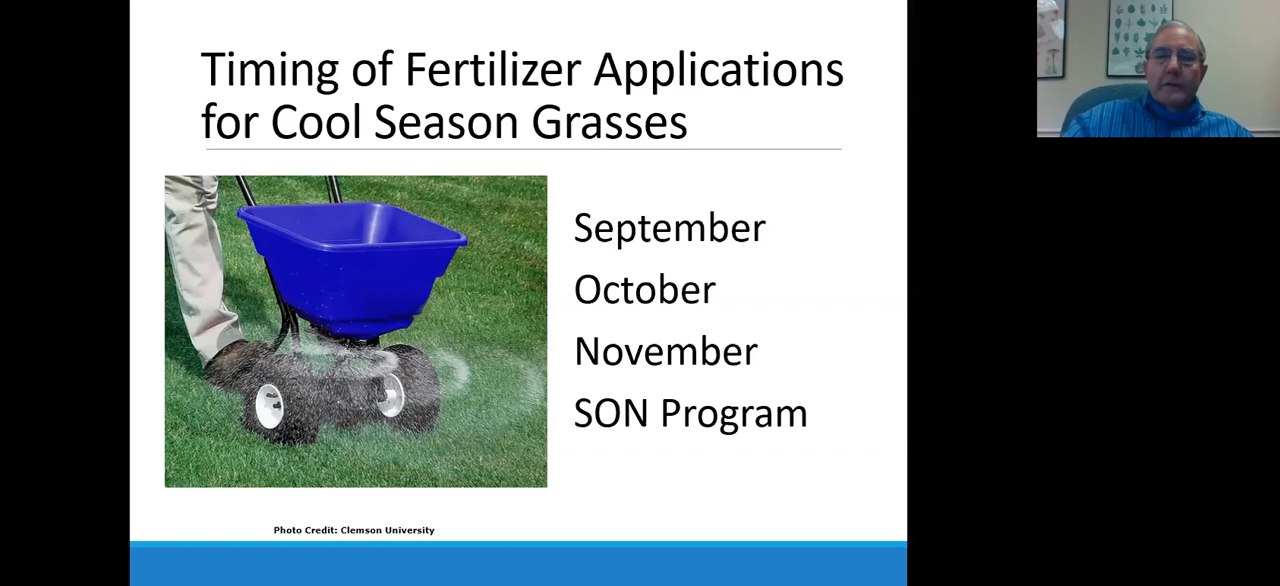 Timing of Fertilizer Applications
for Cool Season Grasses
September
October
November
SON Program
Photo Credit: Clemson University